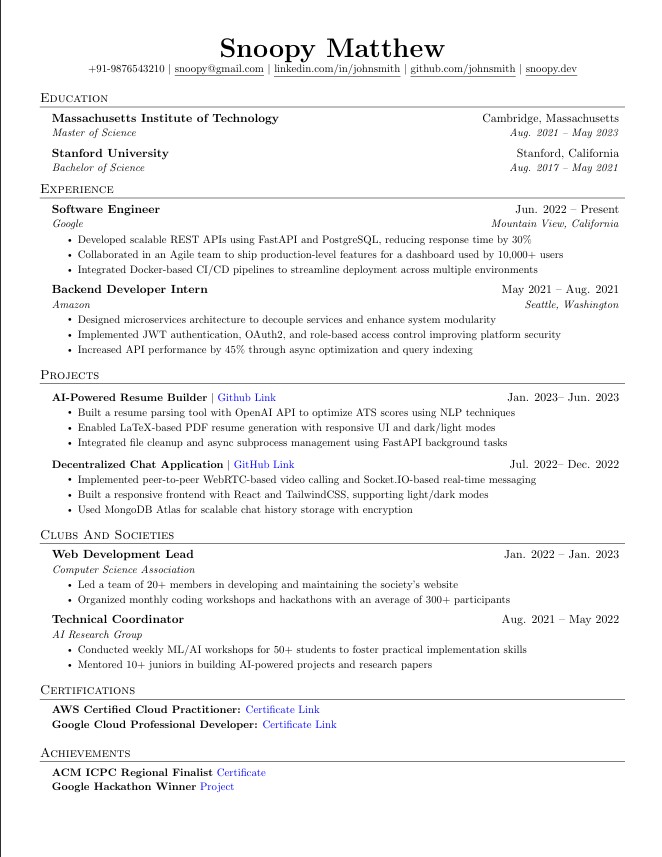 Snoopy Matthew
+91-9876543210 | snoopy@gmail.com | linkedin.com/in/johnsmith | github.com/johnsmith | snoopy.dev
Education
Massachusetts Institute of Technology Cambridge, Massachusetts
Master of Science Aug. 2021 – May 2023
Stanford University Stanford, California
Bachelor of Science Aug. 2017 – May 2021
Experience
Software Engineer Jun. 2022 – Present
Google Mountain View, California
• Developed scalable REST APIs using FastAPI and PostgreSQL, reducing response time by 30%
• Collaborated in an Agile team to ship production-level features for a dashboard used by 10,000+ users
• Integrated Docker-based CI/CD pipelines to streamline deployment across multiple environments
Backend Developer Intern May 2021 – Aug. 2021
Amazon Seattle, Washington
• Designed microservices architecture to decouple services and enhance system modularity
• Implemented JWT authentication, OAuth2, and role-based access control improving platform security
• Increased API performance by 45% through async optimization and query indexing
Projects
AI-Powered Resume Builder | Github Link Jan. 2023– Jun. 2023
• Built a resume parsing tool with OpenAI API to optimize ATS scores using NLP techniques
• Enabled LaTeX-based PDF resume generation with responsive UI and dark/light modes
• Integrated file cleanup and async subprocess management using FastAPI background tasks
Decentralized Chat Application | GitHub Link Jul. 2022– Dec. 2022
• Implemented peer-to-peer WebRTC-based video calling and Socket.IO-based real-time messaging
• Built a responsive frontend with React and TailwindCSS, supporting light/dark modes
• Used MongoDB Atlas for scalable chat history storage with encryption
Clubs And Societies
Web Development Lead Jan. 2022 – Jan. 2023
Computer Science Association
• Led a team of 20+ members in developing and maintaining the society's website
• Organized monthly coding workshops and hackathons with an average of 300+ participants
Technical Coordinator Aug. 2021 – May 2022
AI Research Group
• Conducted weekly ML/AI workshops for 50+ students to foster practical implementation skills
• Mentored 10+ juniors in building AI-powered projects and research papers
Certifications
AWS Certified Cloud Practitioner: Certificate Link
Google Cloud Professional Developer: Certificate Link
Achievements
ACM ICPC Regional Finalist Certificate
Google Hackathon Winner Project